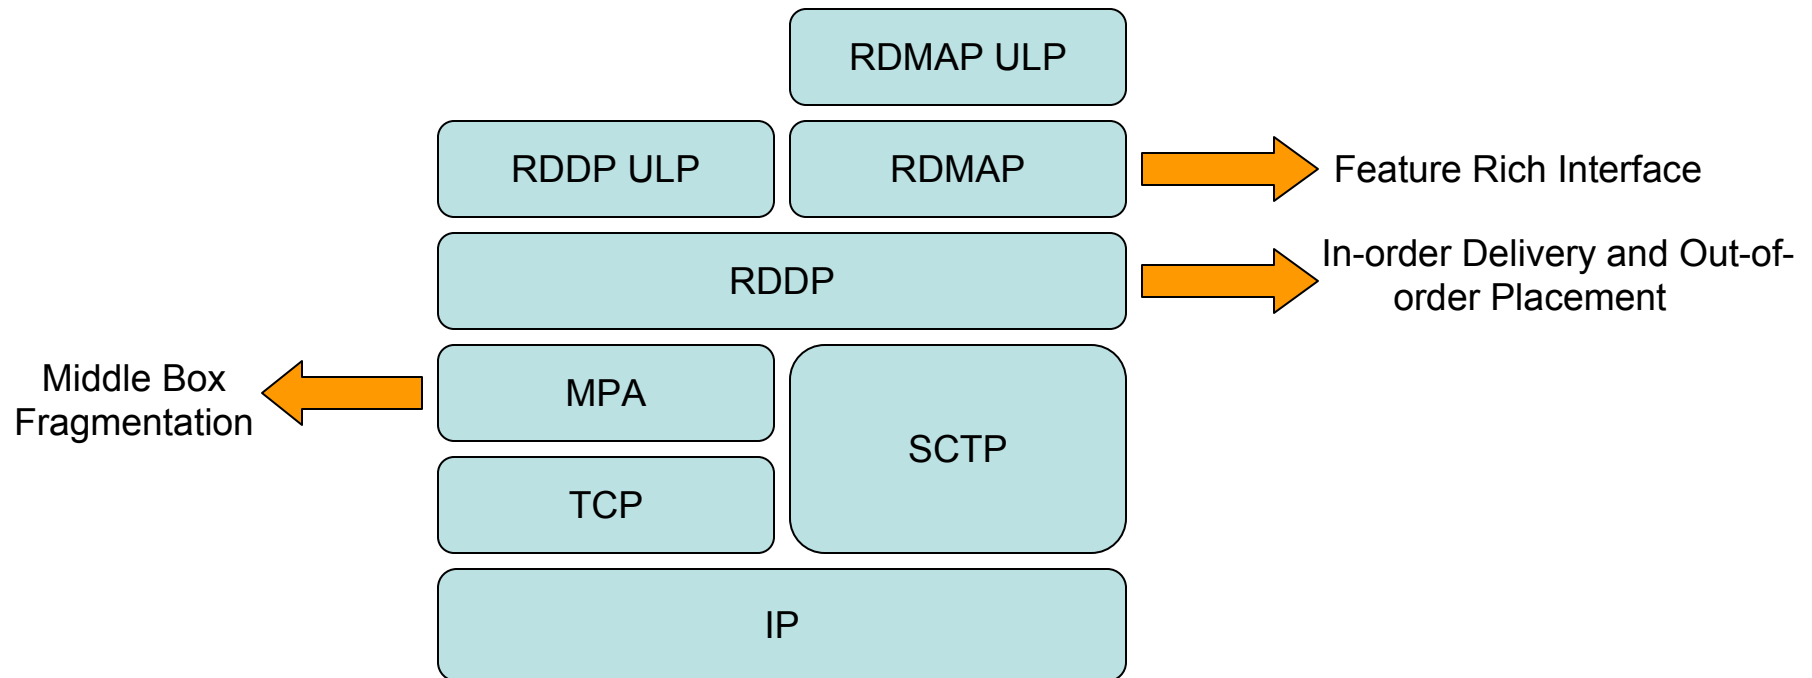 RDMAP ULP
RDDP ULP
RDMAP
Feature Rich Interface
RDDP
In-order Delivery and Out-of-
order Placement
Middle Box
Fragmentation
MPA
SCTP
TCP
IP